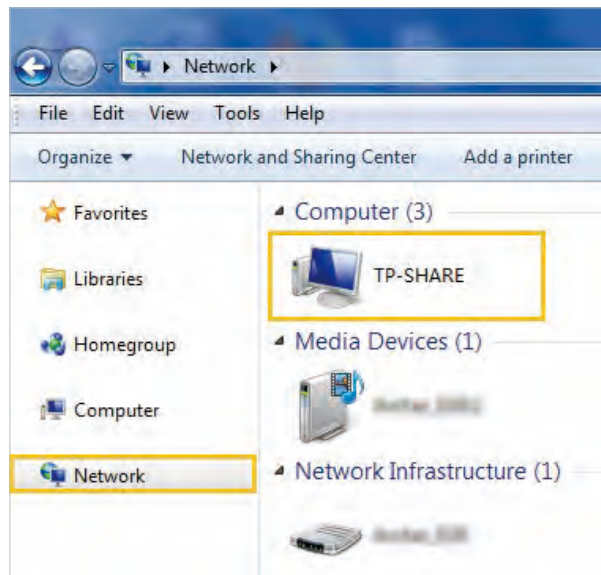 Network
File Edit View Tools Help
Organize Network and Sharing Center Add a printer
Favorites
Libraries
Homegroup
Computer
Network
Computer (3)
TP-SHARE
Media Devices (1)
Network Infrastructure (1)